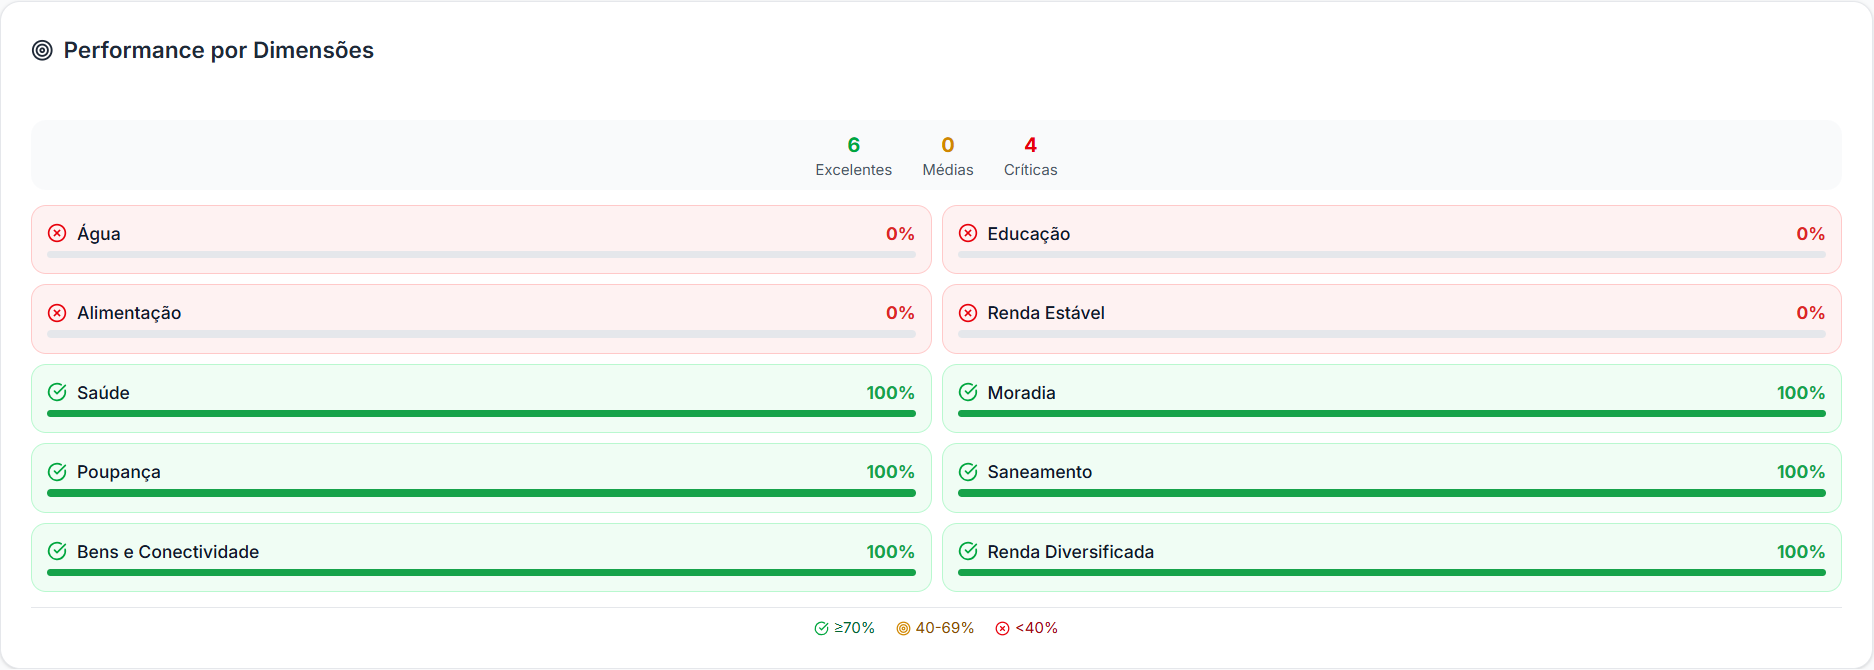 Performance por Dimensões
6 0 4
Excelentes Médias Críticas
Água 0%
Educação 0%
Alimentação 0%
Renda Estável 0%
Saúde 100%
Moradia 100%
Poupança 100%
Saneamento 100%
Bens e Conectividade 100%
Renda Diversificada 100%
≥70% 40-69% <40%